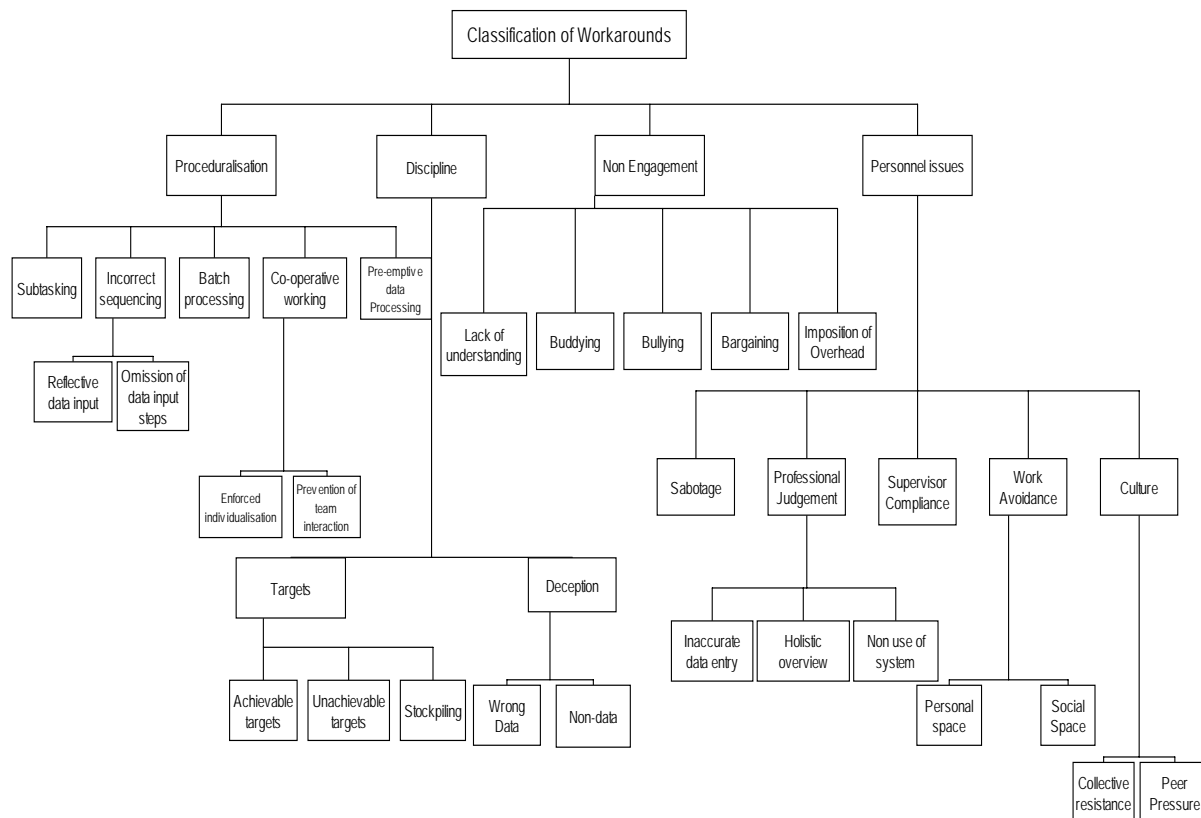 Classification of Workarounds
Proceduralisation
Discipline
Non Engagement
Personnel issues
Subtasking
Incorrect
sequencing
Batch
processing
Co-operative
working
Pre-emptive
data
Processing
Lack of
understanding
Buddying
Bullying
Bargaining
Imposition of
Overhead
Reflective
data input
Omission of
data input
steps
Sabotage
Professional
Judgement
Supervisor
Compliance
Work
Avoidance
Culture
Enforced
individualisation
Prevention of
team
interaction
Targets
Deception
Inaccurate
data entry
Holistic
overview
Non use of
system
Achievable
targets
Unachievable
targets
Stockpiling
Wrong
Data
Non-data
Personal
space
Social
Space
Collective
resistance
Peer
Pressure